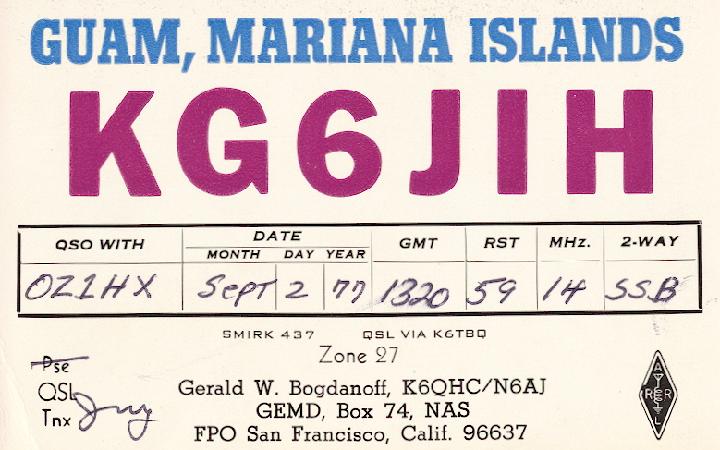 GUAM, MARIANA ISLANDS
KG6JIH
QSO WITH DATE GMT RST MHz. 2-WAY
MONTH DAY YEAR
OZ1HX Sept 2 77 1320 59 14 SSB
SMIRK 437 QSL VIA K6TBQ
Zone 27
Pse
QSL
Tnx
Gerald W. Bogdanoff, K6QHC/N6AJ
GEMD, Box 74, NAS
FPO San Francisco, Calif. 96637
A
R R
L